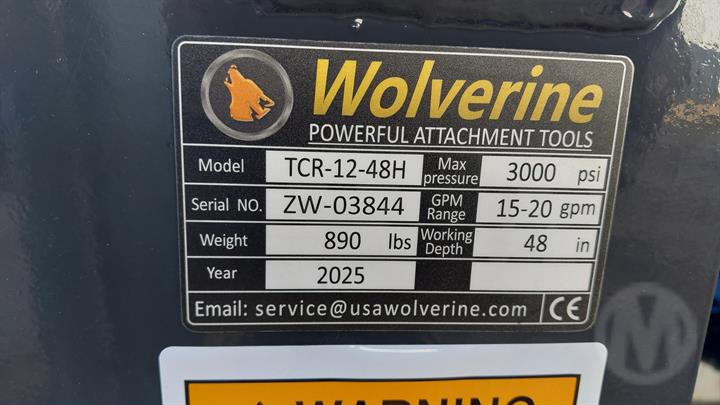 Wolverine
POWERFUL ATTACHMENT TOOLS
Model TCR-12-48H Max pressure 3000 psi
Serial NO. ZW-03844 GPM Range 15-20 gpm
Weight 890 lbs Working Depth 48 in
Year 2025
Email: service@usawolverine.com CE
WARNING